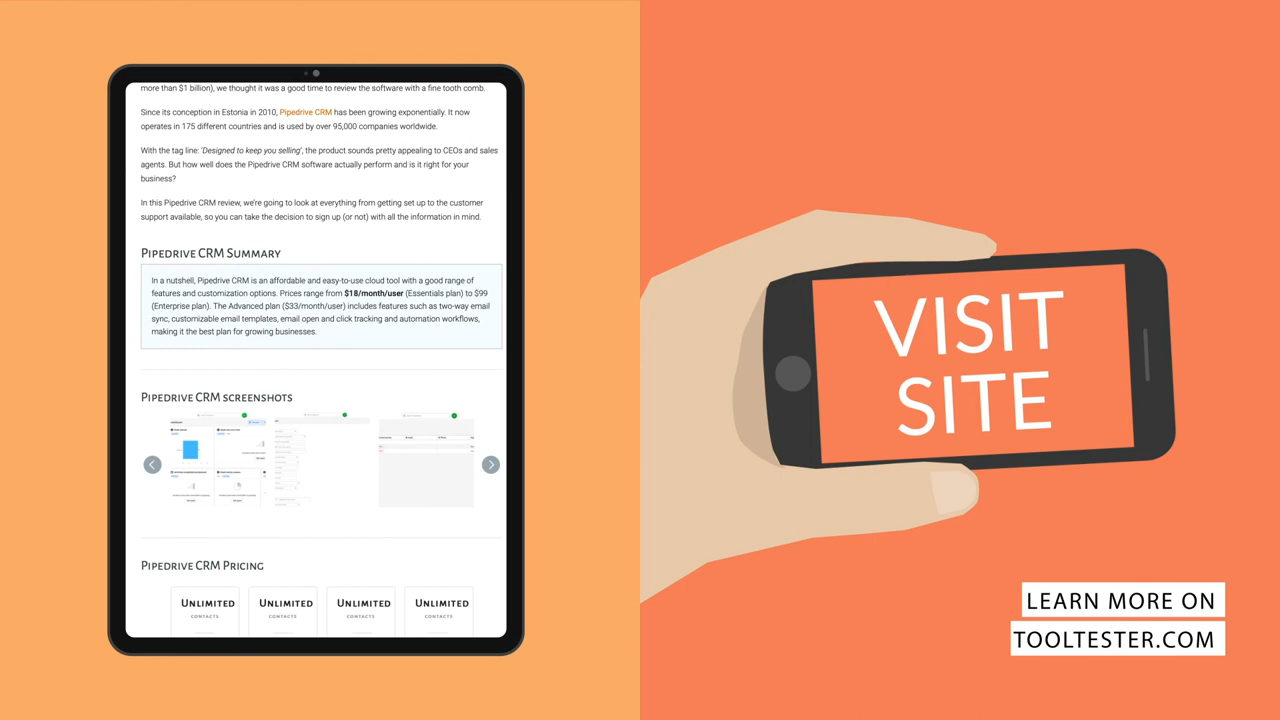 more than $1 billion), we thought it was a good time to review the software with a fine tooth comb.
Since its conception in Estonia in 2010, Pipedrive CRM has been growing exponentially. It now
operates in 175 different countries and is used by over 95,000 companies worldwide.
With the tag line: 'Designed to keep you selling', the product sounds pretty appealing to CEOs and sales
agents. But how well does the Pipedrive CRM software actually perform and is it right for your
business?
In this Pipedrive CRM review, we're going to look at everything from getting set up to the customer
support available, so you can take the decision to sign up (or not) with all the information in mind.
Pipedrive CRM Summary
In a nutshell, Pipedrive CRM is an affordable and easy-to-use cloud tool with a good range of
features and customization options. Prices range from $18/month/user (Essentials plan) to $99
(Enterprise plan). The Advanced plan ($33/month/user) includes features such as two-way email
sync, customizable email templates, email open and click tracking and automation workflows,
making it the best plan for growing businesses.
Pipedrive CRM screenshots
Pipedrive CRM Pricing
Unlimited Unlimited Unlimited Unlimited
CONTACTS CONTACTS CONTACTS CONTACTS
VISIT
SITE
LEARN MORE ON
TOOLTESTER.COM